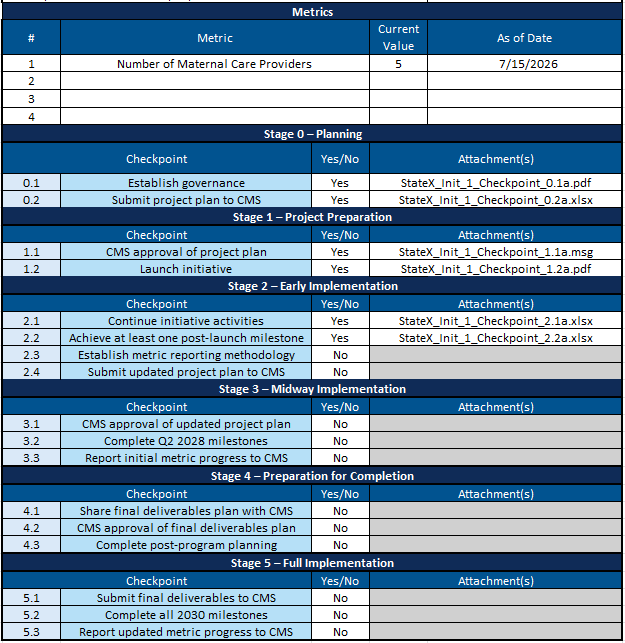 Metrics
# Metric Current Value As of Date
1 Number of Maternal Care Providers 5 7/15/2026
2
3
4
Stage 0 – Planning
Checkpoint Yes/No Attachment(s)
0.1 Establish governance Yes StateX_Init_1_Checkpoint_0.1a.pdf
0.2 Submit project plan to CMS Yes StateX_Init_1_Checkpoint_0.2a.xlsx
Stage 1 – Project Preparation
Checkpoint Yes/No Attachment(s)
1.1 CMS approval of project plan Yes StateX_Init_1_Checkpoint_1.1a.msg
1.2 Launch initiative Yes StateX_Init_1_Checkpoint_1.2a.pdf
Stage 2 – Early Implementation
Checkpoint Yes/No Attachment(s)
2.1 Continue initiative activities Yes StateX_Init_1_Checkpoint_2.1a.xlsx
2.2 Achieve at least one post-launch milestone Yes StateX_Init_1_Checkpoint_2.2a.xlsx
2.3 Establish metric reporting methodology No
2.4 Submit updated project plan to CMS No
Stage 3 – Midway Implementation
Checkpoint Yes/No Attachment(s)
3.1 CMS approval of updated project plan No
3.2 Complete Q2 2028 milestones No
3.3 Report initial metric progress to CMS No
Stage 4 – Preparation for Completion
Checkpoint Yes/No Attachment(s)
4.1 Share final deliverables plan with CMS No
4.2 CMS approval of final deliverables plan No
4.3 Complete post-program planning No
Stage 5 – Full Implementation
Checkpoint Yes/No Attachment(s)
5.1 Submit final deliverables to CMS No
5.2 Complete all 2030 milestones No
5.3 Report updated metric progress to CMS No